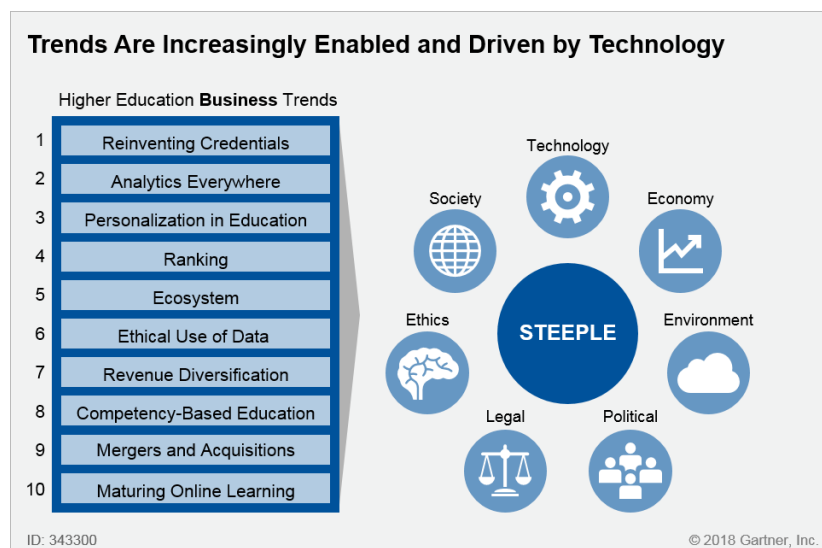 Trends Are Increasingly Enabled and Driven by Technology
Higher Education Business Trends
1 Reinventing Credentials
2 Analytics Everywhere
3 Personalization in Education
4 Ranking
5 Ecosystem
6 Ethical Use of Data
7 Revenue Diversification
8 Competency-Based Education
9 Mergers and Acquisitions
10 Maturing Online Learning
Technology
Society
Economy
Ethics
STEEPLE
Environment
Legal
Political
ID: 343300
© 2018 Gartner, Inc.